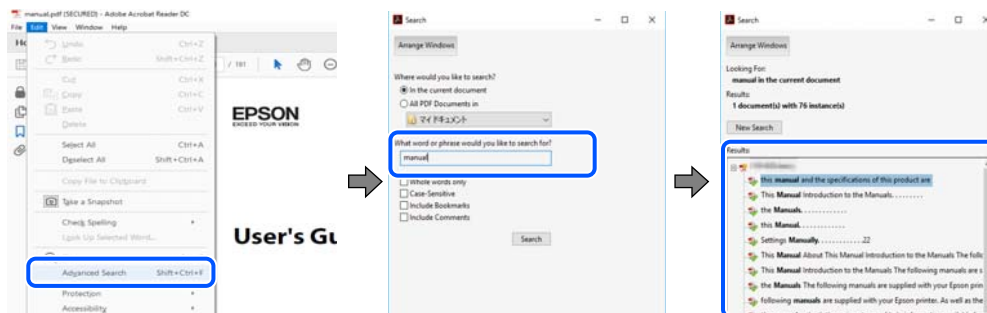 manual.pdf (SECURED) - Adobe Acrobat Reader DC
File Edit View Window Help
Undo Ctrl+Z
Redo Shift+Ctrl+Z
Cut Ctrl+X
Copy Ctrl+C
Paste Ctrl+V
Delete
Select All Ctrl+A
Deselect All Shift+Ctrl+A
Copy File to Clipboard
Take a Snapshot
Check Spelling
Look Up Selected Word...
Advanced Search Shift+Ctrl+F
Protection
Accessibility
/ 181
EPSON
EXCEED YOUR VISION
User's Gu
Search
Arrange Windows
Where would you like to search?
In the current document
All PDF Documents in
マイ ドキュメント
What word or phrase would you like to search for?
manual
Whole words only
Case-Sensitive
Include Bookmarks
Include Comments
Search
Search
Arrange Windows
Looking For:
manual in the current document
Results:
1 document(s) with 76 instance(s)
New Search
Results:
this manual and the specifications of this product are
This Manual Introduction to the Manuals. . . . . . . . .
the Manuals. . . . . . . . . . . . .
this Manual. . . . . . . . . . . . .
Settings Manually. . . . . . . . . . . . .22
This Manual About This Manual Introduction to the Manuals The follo
This Manual Introduction to the Manuals The following manuals are s
the Manuals The following manuals are supplied with your Epson prin
following manuals are supplied with your Epson printer. As well as the